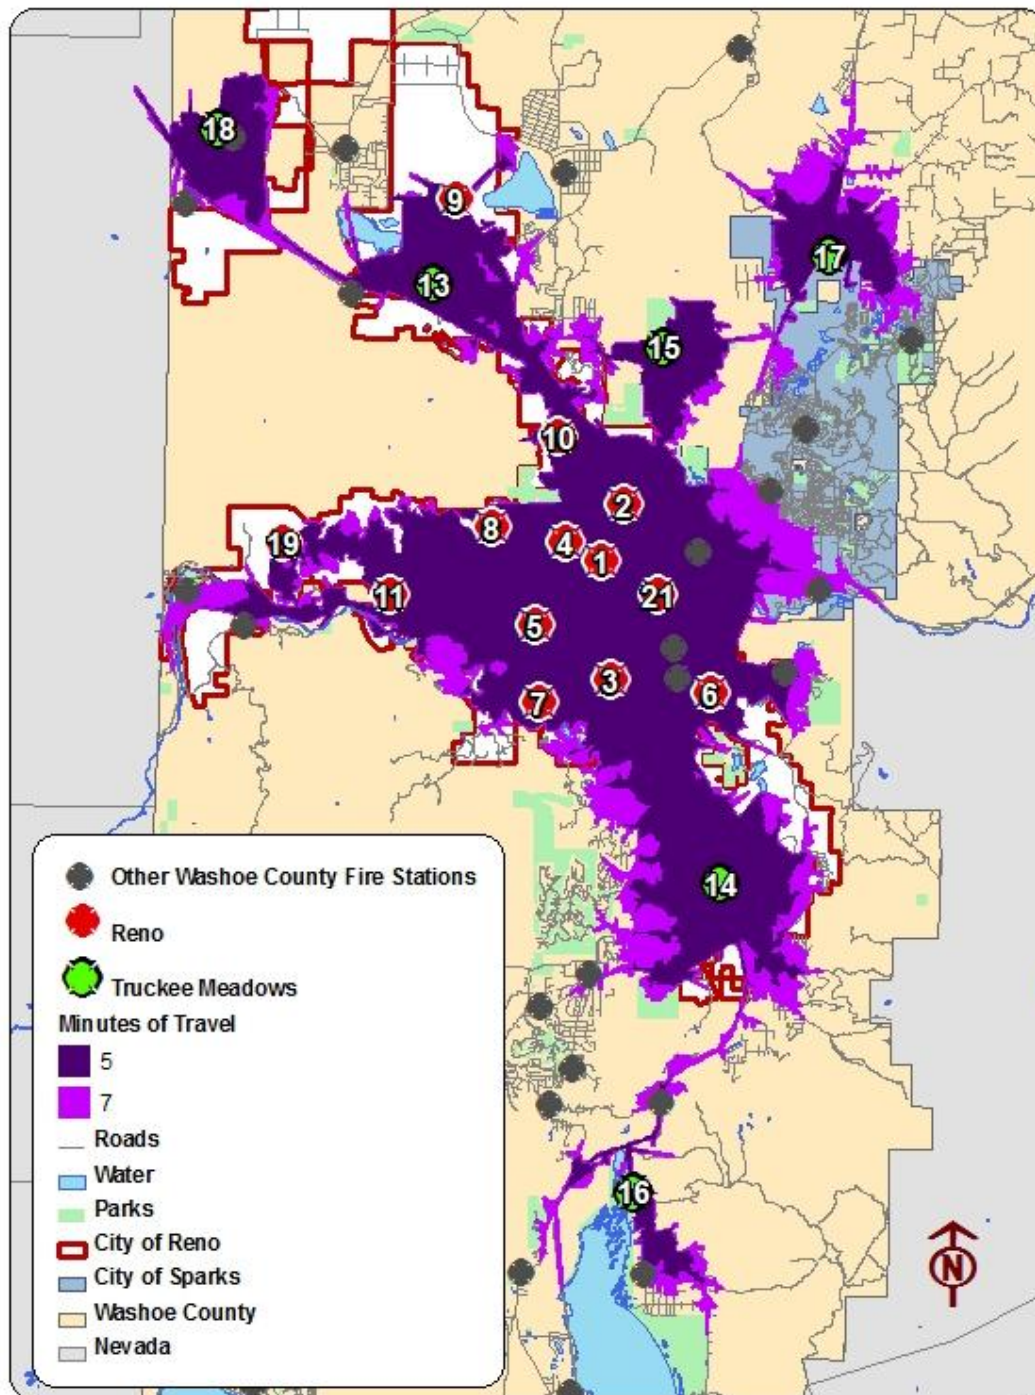 18
9
17
13
15
10
2
8
4
19
1
11
21
5
3
6
7
14
16
Other Washoe County Fire Stations
Reno
Truckee Meadows
Minutes of Travel
5
7
Roads
Water
Parks
City of Reno
City of Sparks
Washoe County
Nevada
N